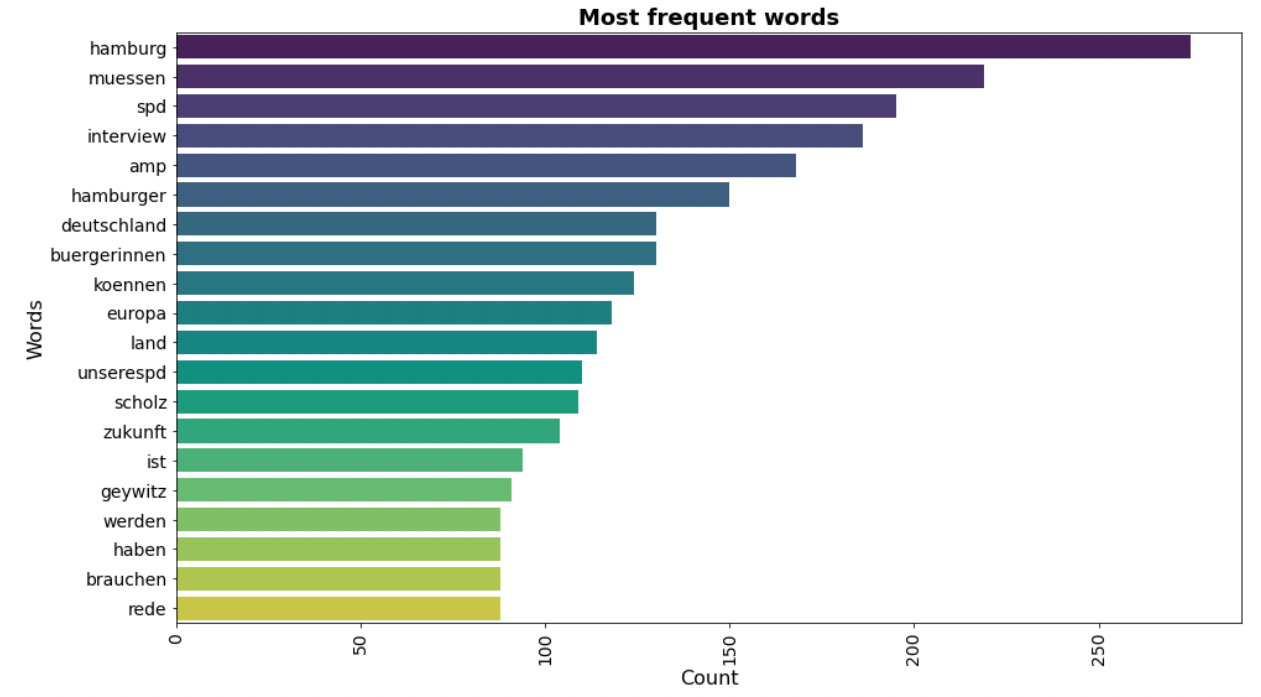 Most frequent words
Words
hamburg
muessen
spd
interview
amp
hamburger
deutschland
buergerinnen
koennen
europa
land
unserespd
scholz
zukunft
ist
geywitz
werden
haben
brauchen
rede
0 50 100 150 200 250
Count